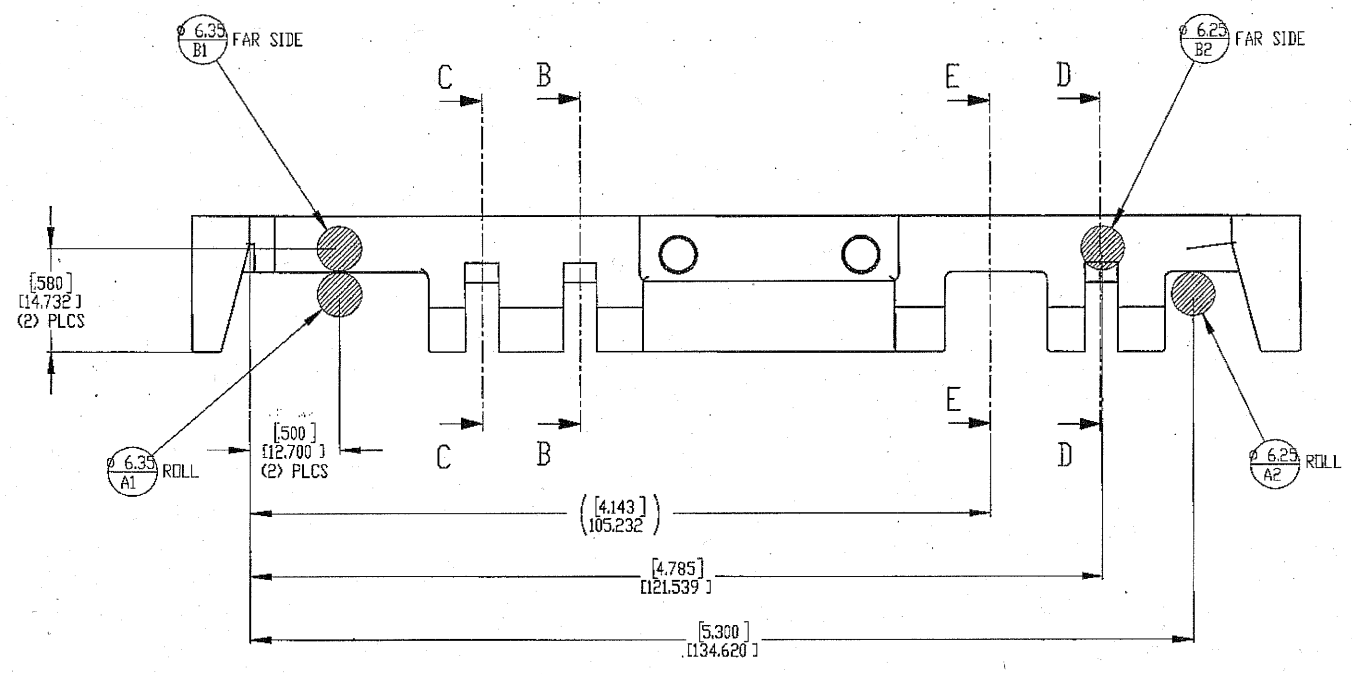 ⌀ 6.35
B1
FAR SIDE
⌀ 6.25
B2
FAR SIDE
C
B
E
D
[.580]
[14.732]
(2) PLCS
[.500]
[12.700]
(2) PLCS
C
B
E
D
⌀ 6.35
A1
ROLL
⌀ 6.25
A2
ROLL
([4.143]
105.232)
[4.785]
[121.539]
[5.300]
[134.620]